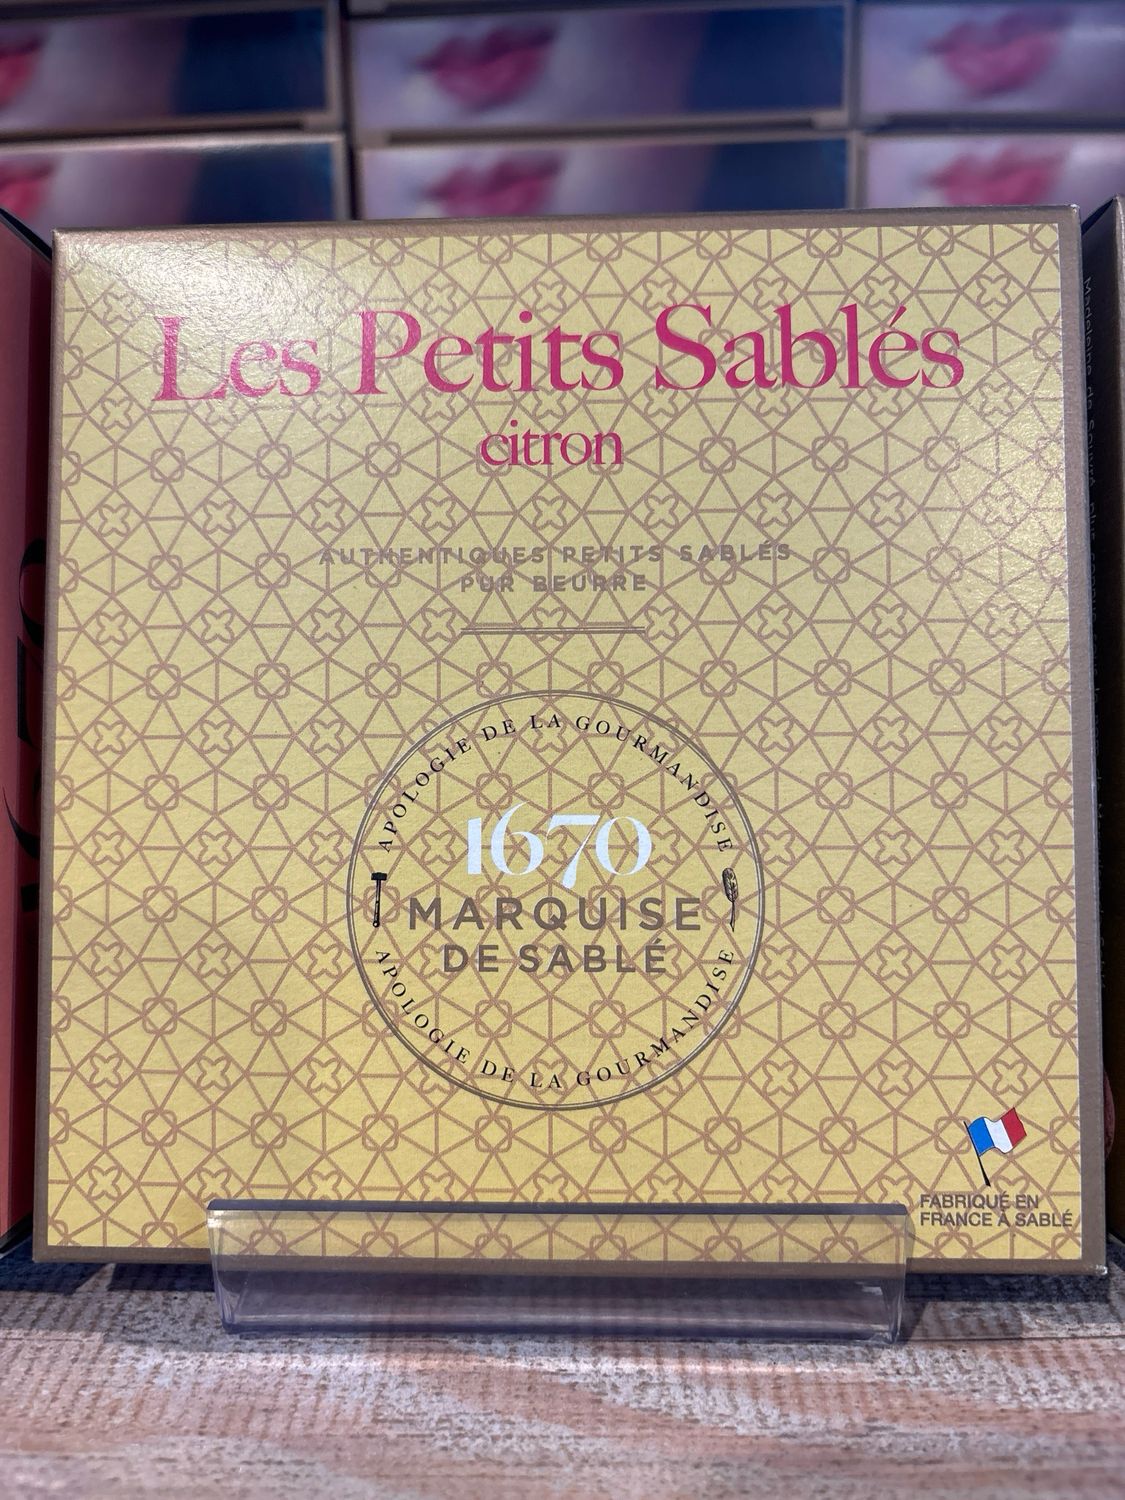 Les Petits Sablés
citron
AUTHENTIQUES PETITS SABLÉS
PUR BEURRE
APOLOGIE DE LA GOURMANDISE
1670
MARQUISE
DE SABLÉ
APOLOGIE DE LA GOURMANDISE
FABRIQUÉ EN
FRANCE À SABLÉ